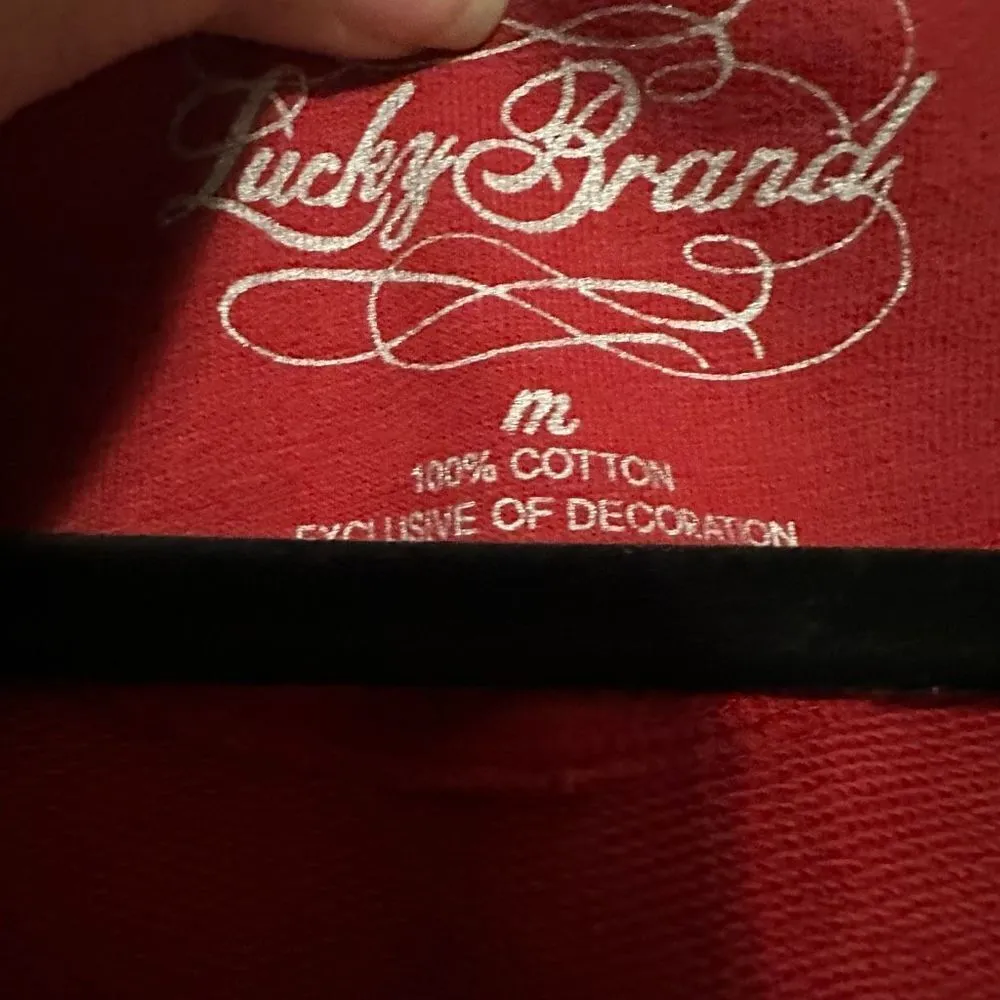 Lucky Brand
m
100% COTTON
EXCLUSIVE OF DECORATION